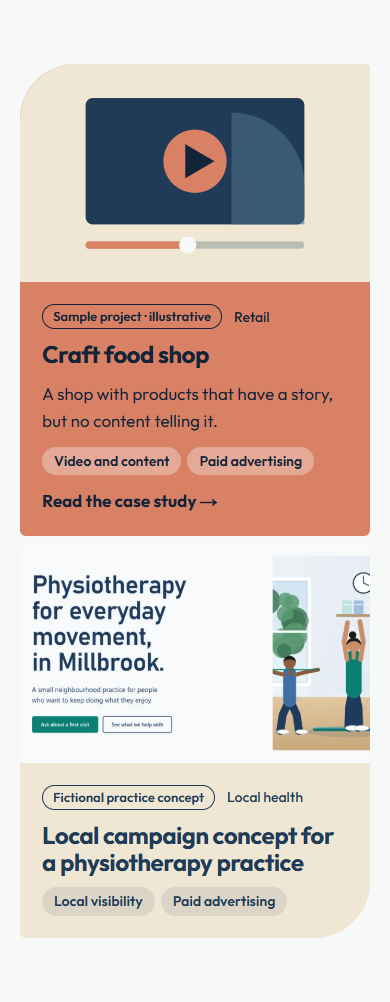 Sample project · illustrative
Retail
Craft food shop
A shop with products that have a story,
but no content telling it.
Video and content
Paid advertising
Read the case study →
Physiotherapy
for everyday
movement,
in Millbrook.
A small neighbourhood practice for people
who want to keep doing what they enjoy.
Ask about a first visit
See what we help with
Fictional practice concept
Local health
Local campaign concept for
a physiotherapy practice
Local visibility
Paid advertising